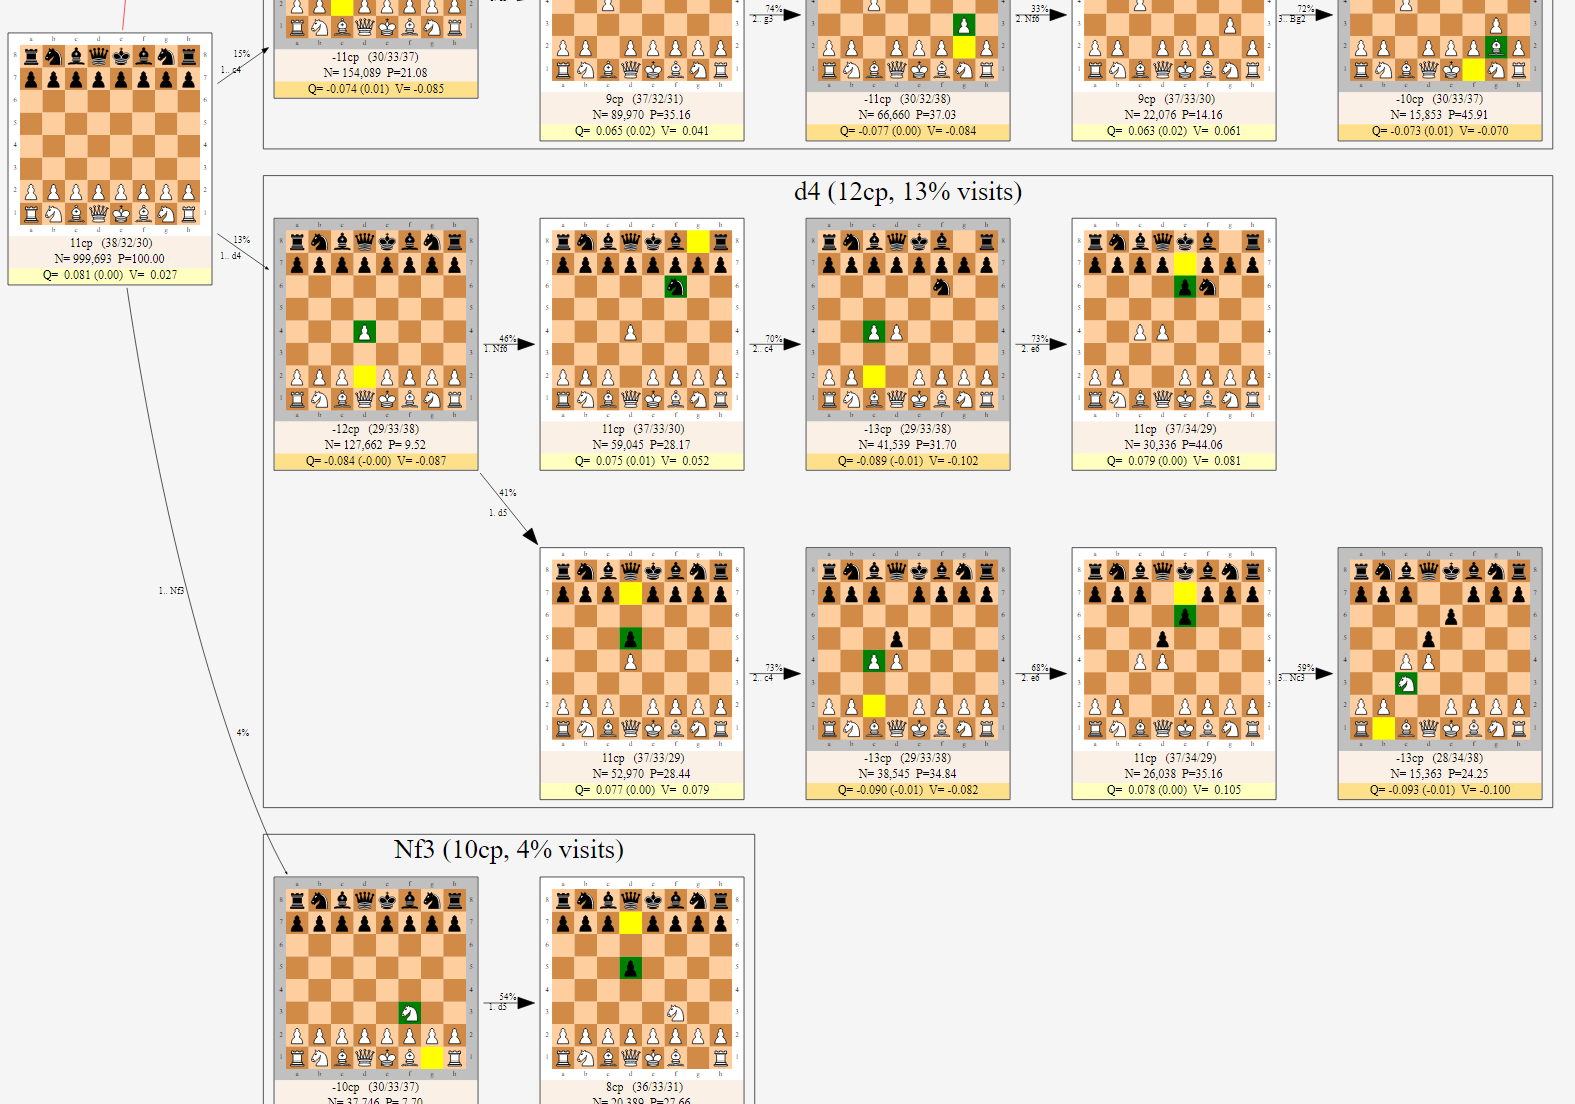 15%
1.. c4
-11cp (30/33/37)
N= 154,089 P=21.08
Q= -0.074 (0.01) V= -0.085
9cp (37/32/31)
N= 89,970 P=35.16
Q= 0.065 (0.02) V= 0.041
74%
2.. g3
-11cp (30/32/38)
N= 66,660 P=37.03
Q= -0.077 (0.00) V= -0.084
33%
2. Nf6
9cp (37/33/30)
N= 22,076 P=14.16
Q= 0.063 (0.02) V= 0.061
72%
3.. Bg2
-10cp (30/33/37)
N= 15,853 P=45.91
Q= -0.073 (0.01) V= -0.070
11cp (38/32/30)
N= 999,693 P=100.00
Q= 0.081 (0.00) V= 0.027
d4 (12cp, 13% visits)
13%
1.. d4
-12cp (29/33/38)
N= 127,662 P= 9.52
Q= -0.084 (-0.00) V= -0.087
46%
1. Nf6
11cp (37/33/30)
N= 59,045 P=28.17
Q= 0.075 (0.01) V= 0.052
70%
2.. c4
-13cp (29/33/38)
N= 41,539 P=31.70
Q= -0.089 (-0.01) V= -0.102
73%
2. e6
11cp (37/34/29)
N= 30,336 P=44.06
Q= 0.079 (0.00) V= 0.081
41%
1. d5
11cp (37/33/29)
N= 52,970 P=28.44
Q= 0.077 (0.00) V= 0.079
73%
2.. c4
-13cp (29/33/38)
N= 38,545 P=34.84
Q= -0.090 (-0.01) V= -0.082
68%
2. e6
11cp (37/34/29)
N= 26,038 P=35.16
Q= 0.078 (0.00) V= 0.105
59%
3.. Nc3
-13cp (28/34/38)
N= 15,363 P=24.25
Q= -0.093 (-0.01) V= -0.100
1.. Nf3
4%
Nf3 (10cp, 4% visits)
-10cp (30/33/37)
N= 37,746 P= 7.70
54%
1. d5
8cp (36/33/31)
N= 20,389 P=27.66